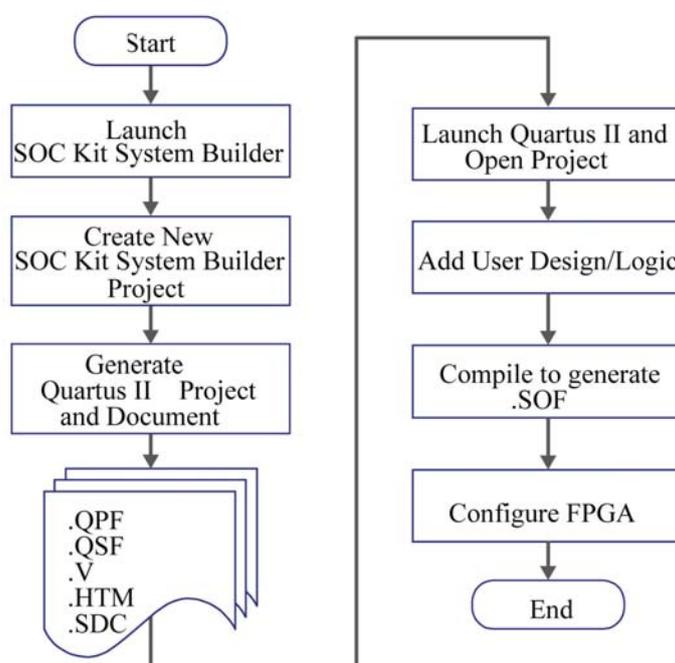 Start
Launch
SOC Kit System Builder
Create New
SOC Kit System Builder
Project
Generate
Quartus II Project
and Document
.QPF
.QSF
.V
.HTM
.SDC
Launch Quartus II and
Open Project
Add User Design/Logic
Compile to generate
.SOF
Configure FPGA
End